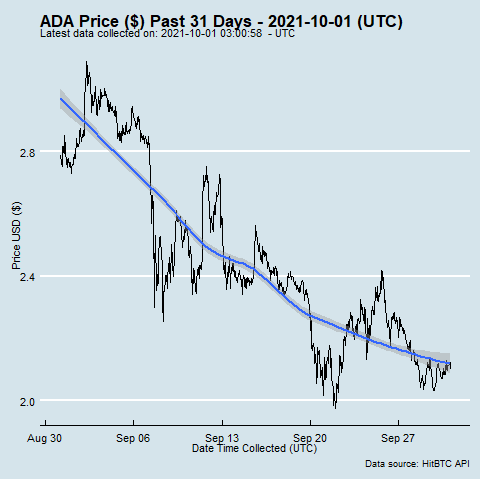 ADA Price ($) Past 31 Days - 2021-10-01 (UTC)
Latest data collected on: 2021-10-01 03:00:58 - UTC
2.8
2.4
2.0
Price USD ($)
Aug 30 Sep 06 Sep 13 Sep 20 Sep 27
Date Time Collected (UTC)
Data source: HitBTC API